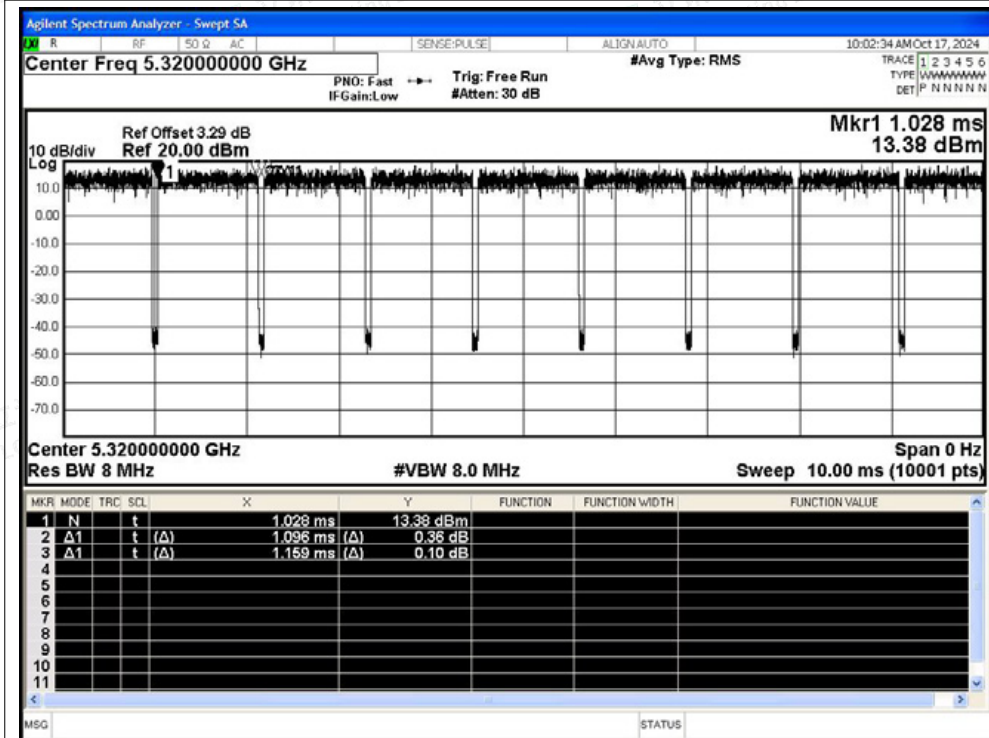 Agilent Spectrum Analyzer - Swept SA
LXI R RF 50 Ω AC SENSE:PULSE ALIGN AUTO 10:02:34 AM Oct 17, 2024
Center Freq 5.320000000 GHz #Avg Type: RMS TRACE 1 2 3 4 5 6
PNO: Fast Trig: Free Run TYPE WWWWWW
IFGain:Low #Atten: 30 dB DET P N N N N N
Mkr1 1.028 ms
Ref Offset 3.29 dB
10 dB/div Ref 20.00 dBm 13.38 dBm
Log
1
10.0
0.00
-10.0
-20.0
-30.0
-40.0
-50.0
-60.0
-70.0
Center 5.320000000 GHz Span 0 Hz
Res BW 8 MHz #VBW 8.0 MHz Sweep 10.00 ms (10001 pts)
MKR MODE TRC SCL X Y FUNCTION FUNCTION WIDTH FUNCTION VALUE
1 N t 1.028 ms 13.38 dBm
2 Δ1 t (Δ) 1.096 ms (Δ) 0.36 dB
3 Δ1 t (Δ) 1.159 ms (Δ) 0.10 dB
4
5
6
7
8
9
10
11
MSG STATUS